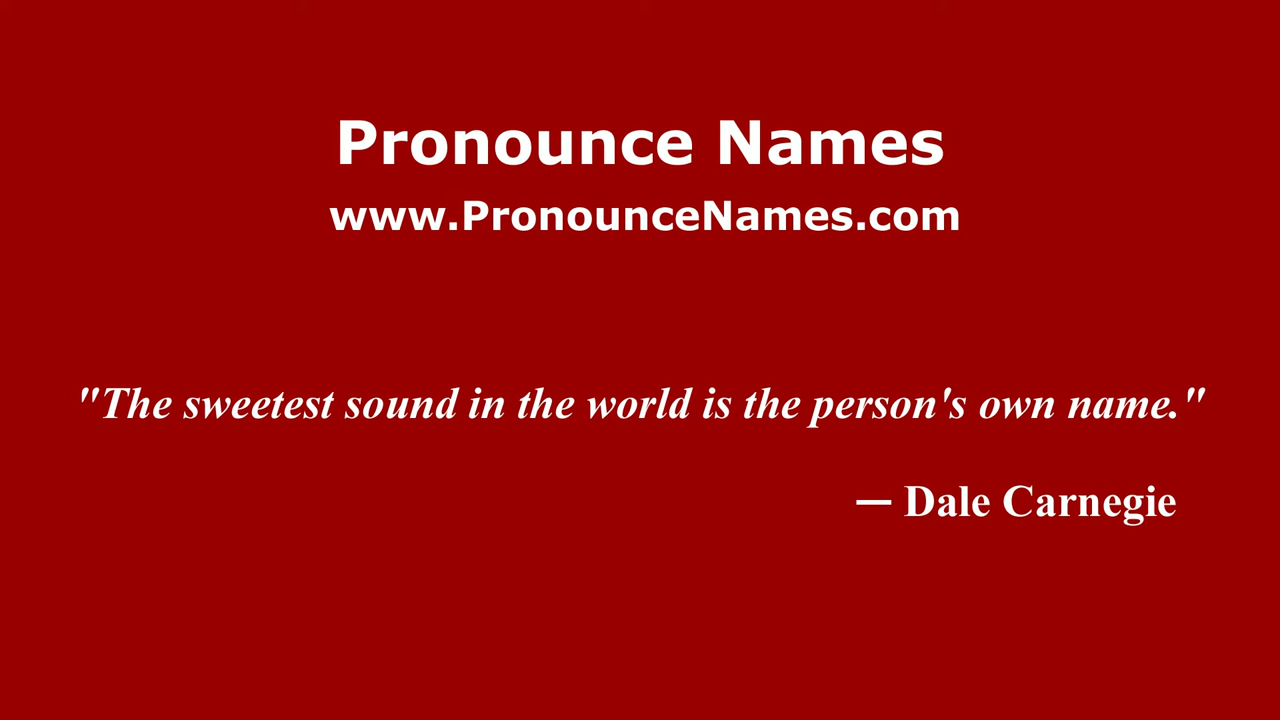 Pronounce Names
www.PronounceNames.com
"The sweetest sound in the world is the person's own name."
— Dale Carnegie